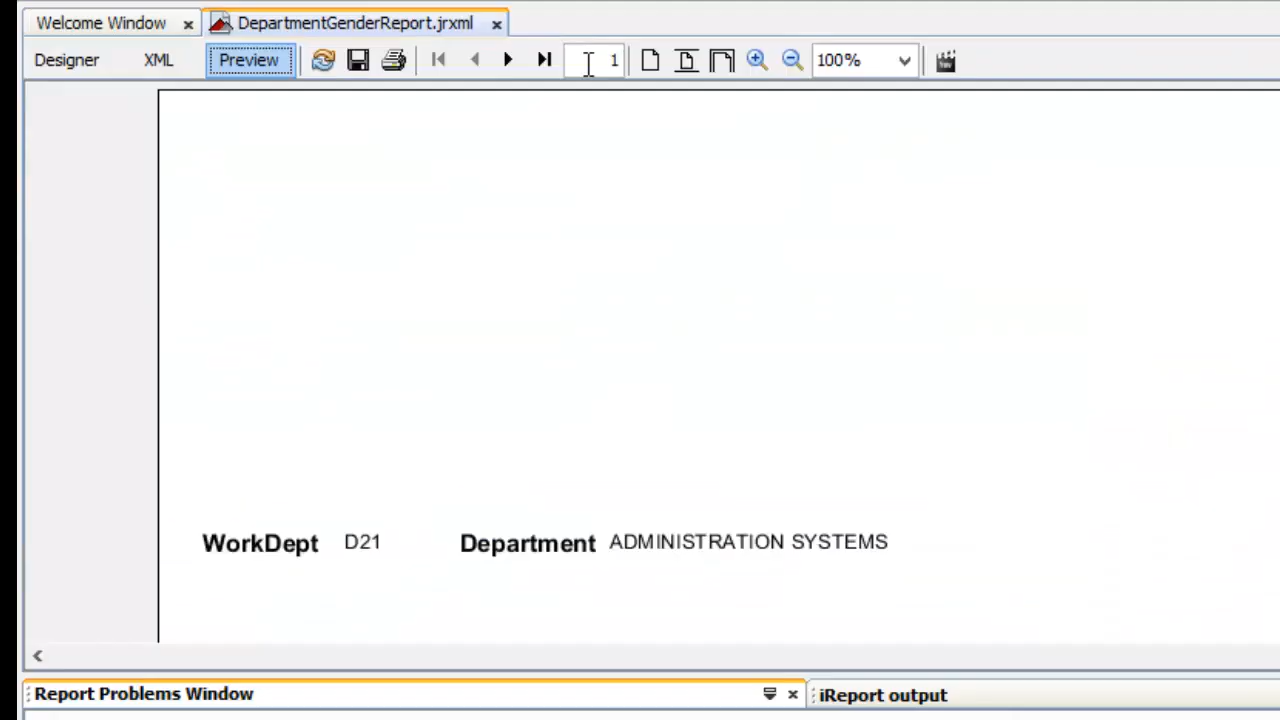 Welcome Window DepartmentGenderReport.jrxml
Designer XML Preview 1 100%
WorkDept D21 Department ADMINISTRATION SYSTEMS
Report Problems Window iReport output